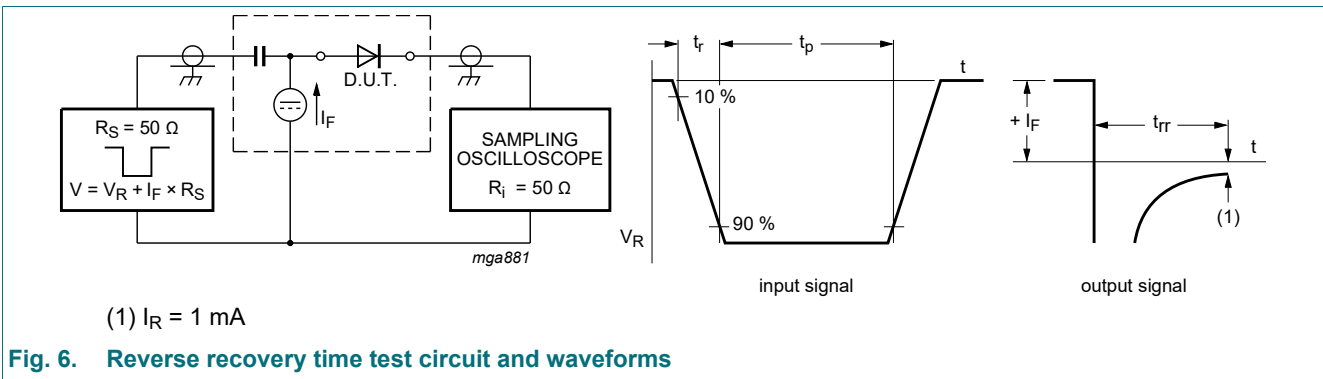 D.U.T.
I_F
R_S = 50 Ω
V = V_R + I_F × R_S
SAMPLING
OSCILLOSCOPE
R_i = 50 Ω
mga881
t_r
t_p
t
10 %
90 %
V_R
input signal
+ I_F
t_rr
t
(1)
output signal
(1) I_R = 1 mA
Fig. 6. Reverse recovery time test circuit and waveforms